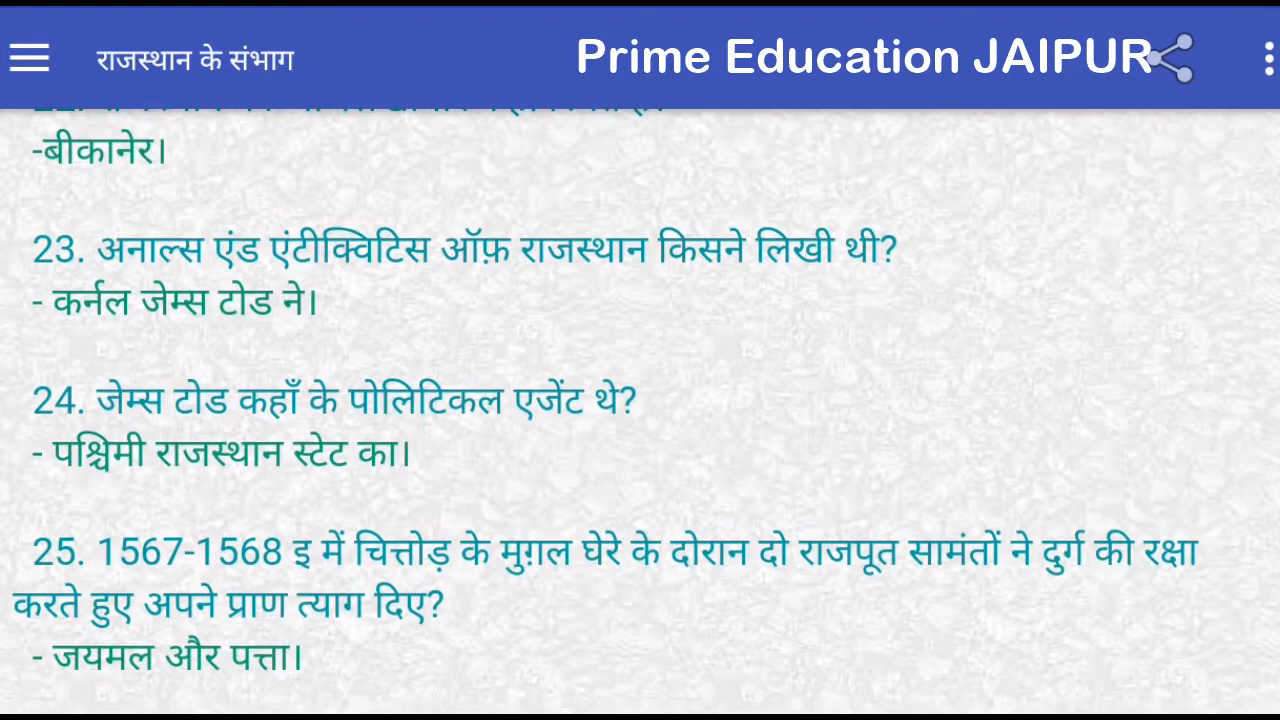 राजस्थान के संभाग
Prime Education JAIPUR
-बीकानेर।
23. अनाल्स एंड एंटीक्विटिस ऑफ़ राजस्थान किसने लिखी थी?
- कर्नल जेम्स टोड ने।
24. जेम्स टोड कहाँ के पोलिटिकल एजेंट थे?
- पश्चिमी राजस्थान स्टेट का।
25. 1567-1568 इ में चित्तोड़ के मुग़ल घेरे के दोरान दो राजपूत सामंतों ने दुर्ग की रक्षा
करते हुए अपने प्राण त्याग दिए?
- जयमल और पत्ता।